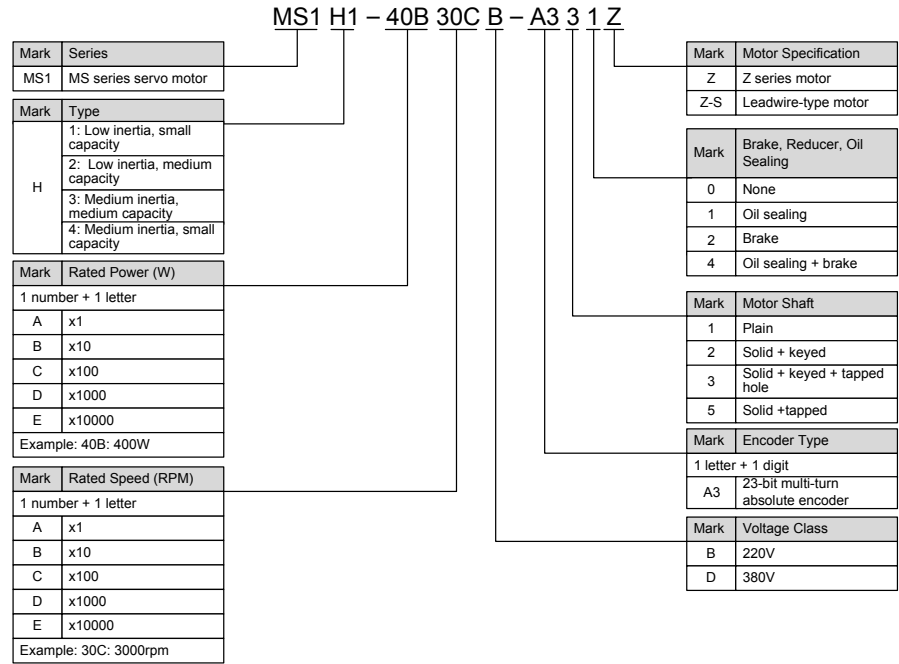 MS1 H1 – 40B 30C B – A3 3 1 Z
Mark Series
MS1 MS series servo motor
Mark Type
H
1: Low inertia, small
capacity
2: Low inertia, medium
capacity
3: Medium inertia,
medium capacity
4: Medium inertia, small
capacity
Mark Rated Power (W)
1 number + 1 letter
A x1
B x10
C x100
D x1000
E x10000
Example: 40B: 400W
Mark Rated Speed (RPM)
1 number + 1 letter
A x1
B x10
C x100
D x1000
E x10000
Example: 30C: 3000rpm
Mark Motor Specification
Z Z series motor
Z-S Leadwire-type motor
Mark Brake, Reducer, Oil
Sealing
0 None
1 Oil sealing
2 Brake
4 Oil sealing + brake
Mark Motor Shaft
1 Plain
2 Solid + keyed
3 Solid + keyed + tapped
hole
5 Solid +tapped
Mark Encoder Type
1 letter + 1 digit
A3 23-bit multi-turn
absolute encoder
Mark Voltage Class
B 220V
D 380V